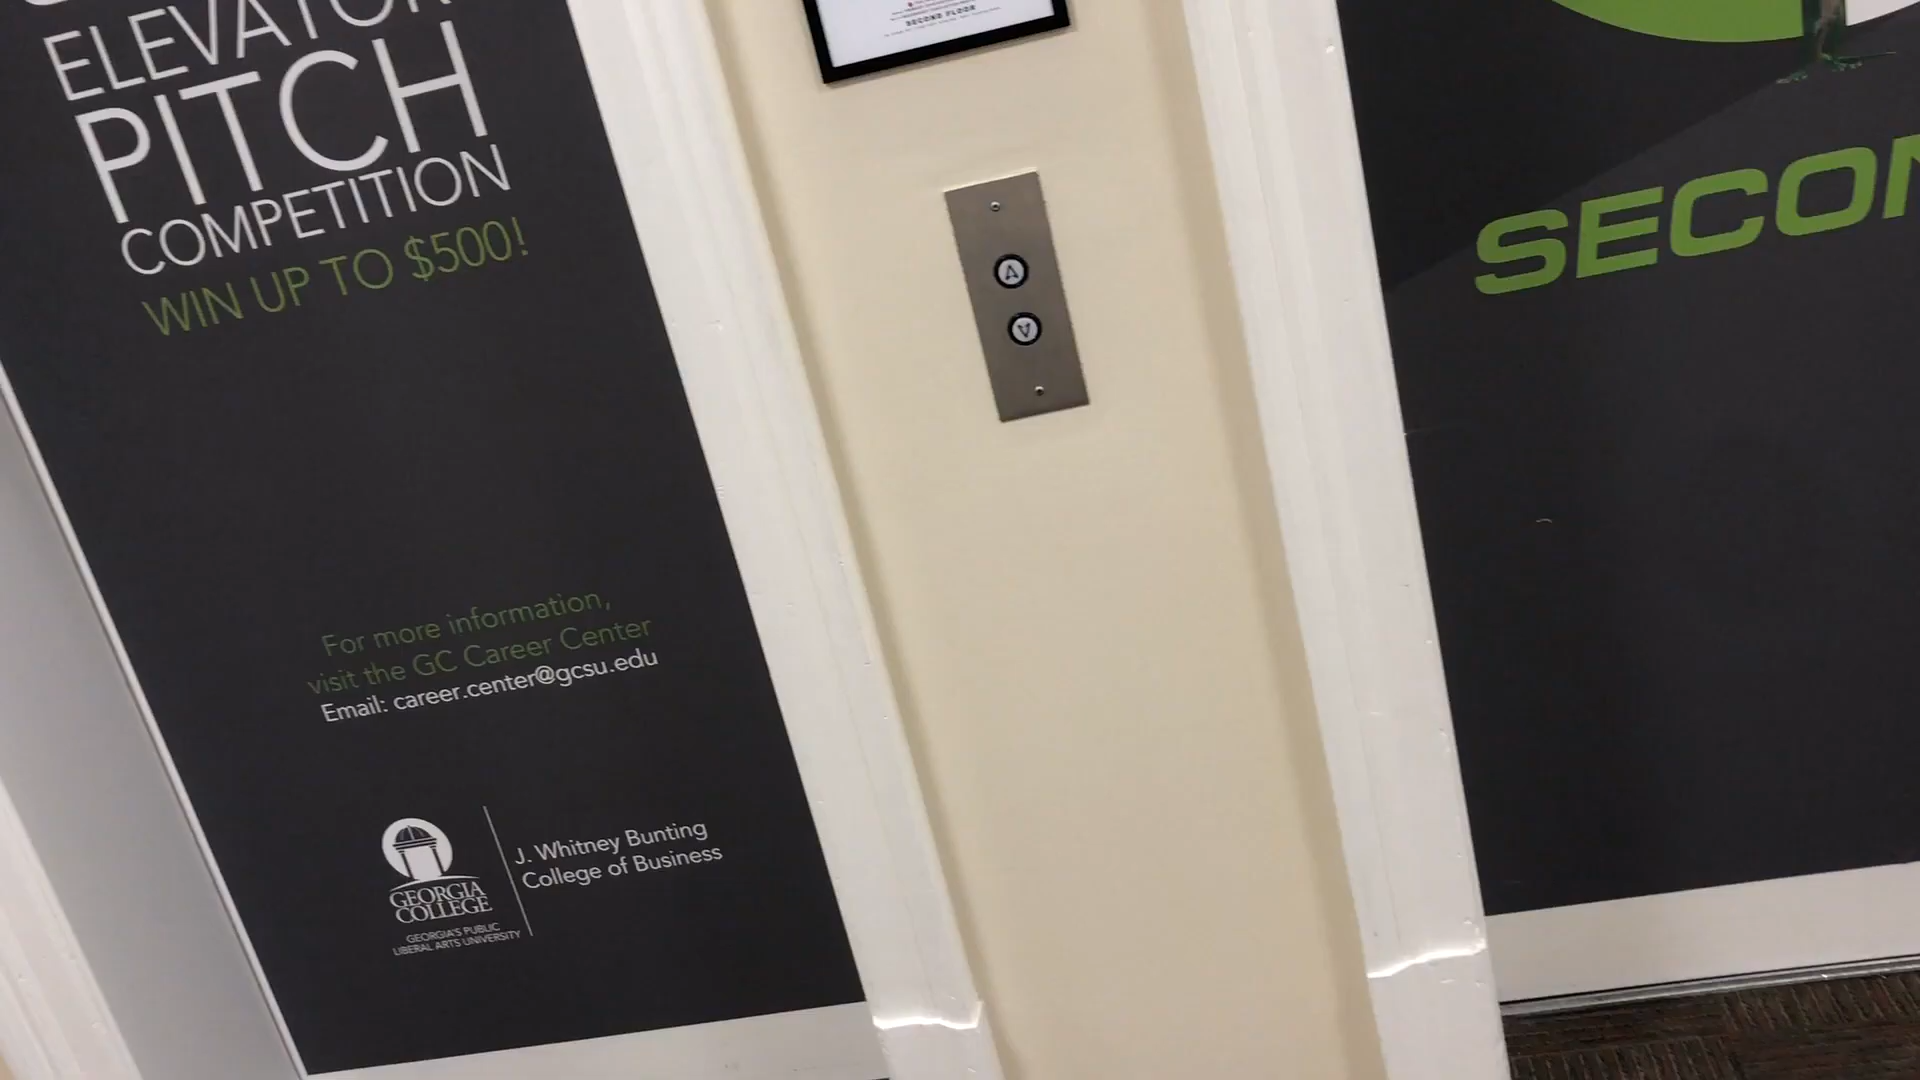 ELEVATOR
PITCH
COMPETITION
WIN UP TO $500!
For more information,
visit the GC Career Center
Email: career.center@gcsu.edu
GEORGIA
COLLEGE
GEORGIA'S PUBLIC
LIBERAL ARTS UNIVERSITY
J. Whitney Bunting
College of Business
SECOND FLOOR
SECON